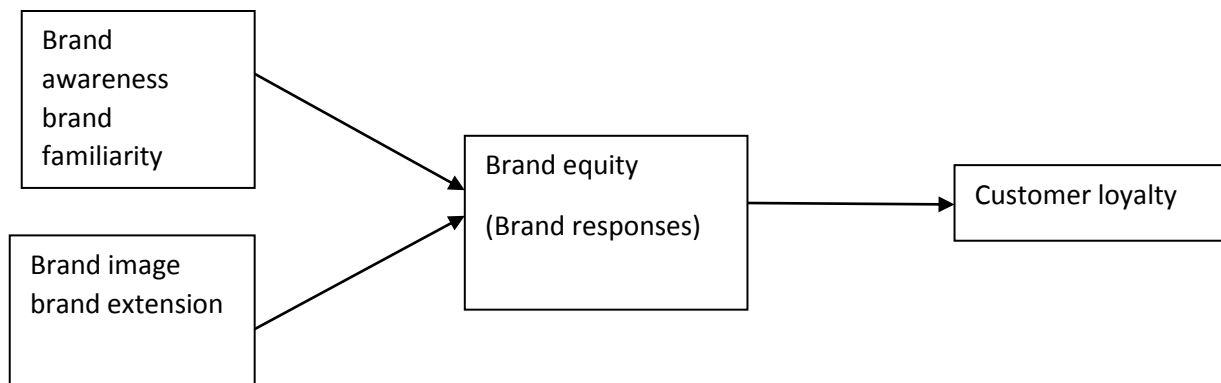 Brand
awareness
brand
familiarity
Brand image
brand extension
Brand equity
(Brand responses)
Customer loyalty